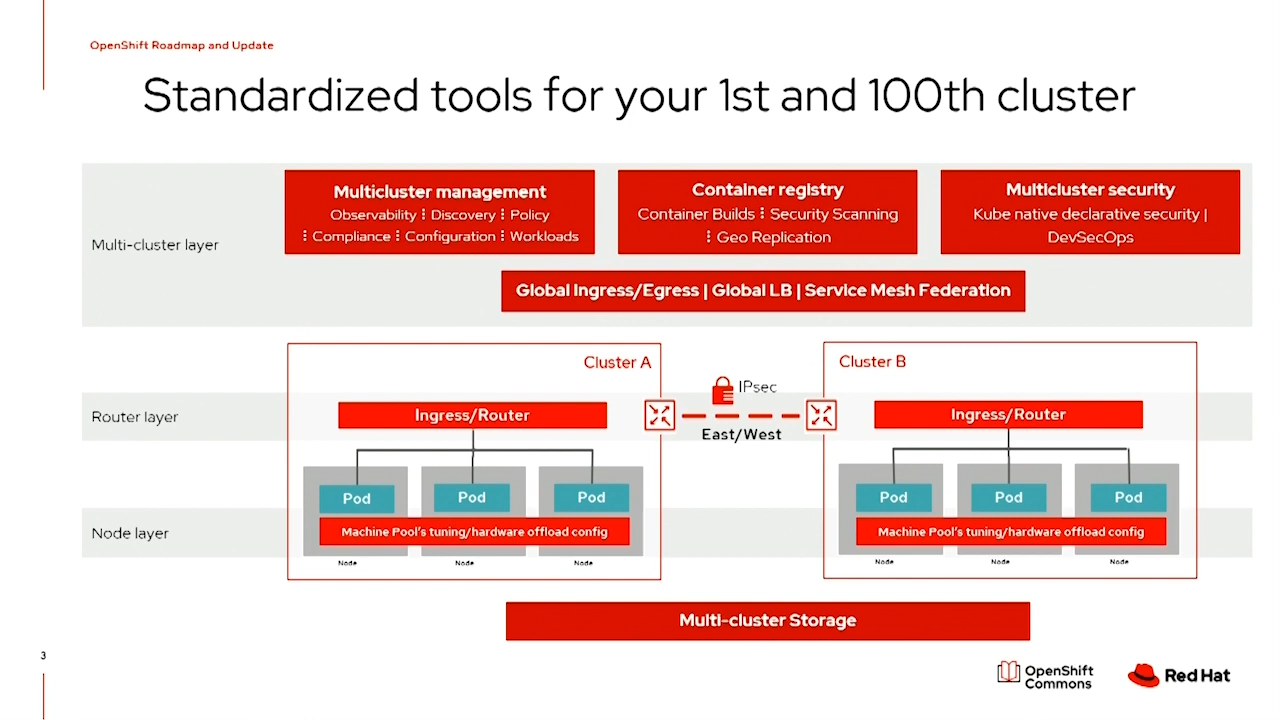 OpenShift Roadmap and Update
Standardized tools for your 1st and 100th cluster
Multi-cluster layer
Multicluster management
Observability ⁝ Discovery ⁝ Policy
⁝ Compliance ⁝ Configuration ⁝ Workloads
Container registry
Container Builds ⁝ Security Scanning
⁝ Geo Replication
Multicluster security
Kube native declarative security |
DevSecOps
Global Ingress/Egress | Global LB | Service Mesh Federation
Cluster A
Cluster B
IPsec
East/West
Router layer
Ingress/Router
Ingress/Router
Pod
Pod
Pod
Pod
Pod
Pod
Node layer
Machine Pool's tuning/hardware offload config
Machine Pool's tuning/hardware offload config
Node
Node
Node
Node
Node
Node
Multi-cluster Storage
3
OpenShift
Commons
Red Hat